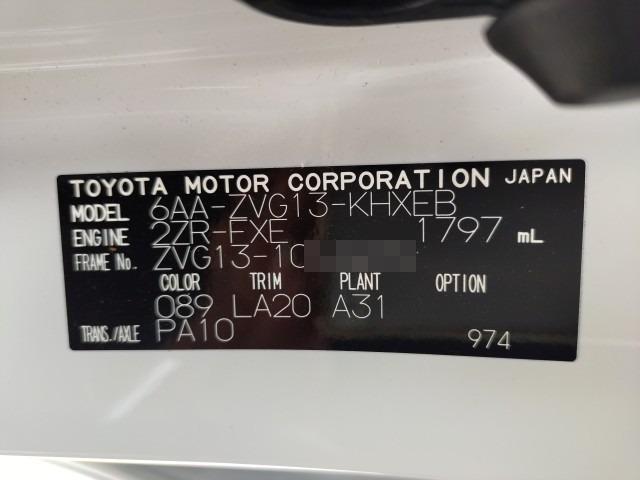 TOYOTA MOTOR CORPORATION JAPAN
MODEL 6AA-ZVG13-KHXEB
ENGINE 2ZR-FXE 1797 mL
FRAME No. ZVG13-10
COLOR TRIM PLANT OPTION
089 LA20 A31
TRANS./AXLE PA10 974